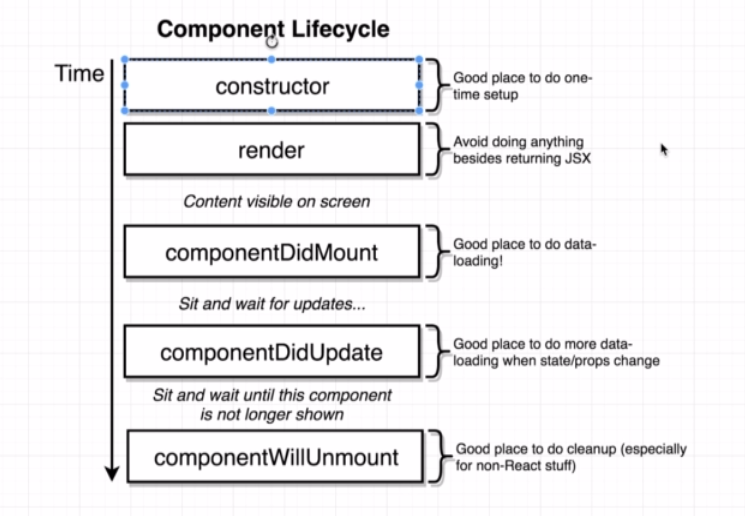 Component Lifecycle
Time
constructor
Good place to do one-
time setup
render
Avoid doing anything
besides returning JSX
Content visible on screen
componentDidMount
Good place to do data-
loading!
Sit and wait for updates...
componentDidUpdate
Good place to do more data-
loading when state/props change
Sit and wait until this component
is not longer shown
componentWillUnmount
Good place to do cleanup (especially
for non-React stuff)